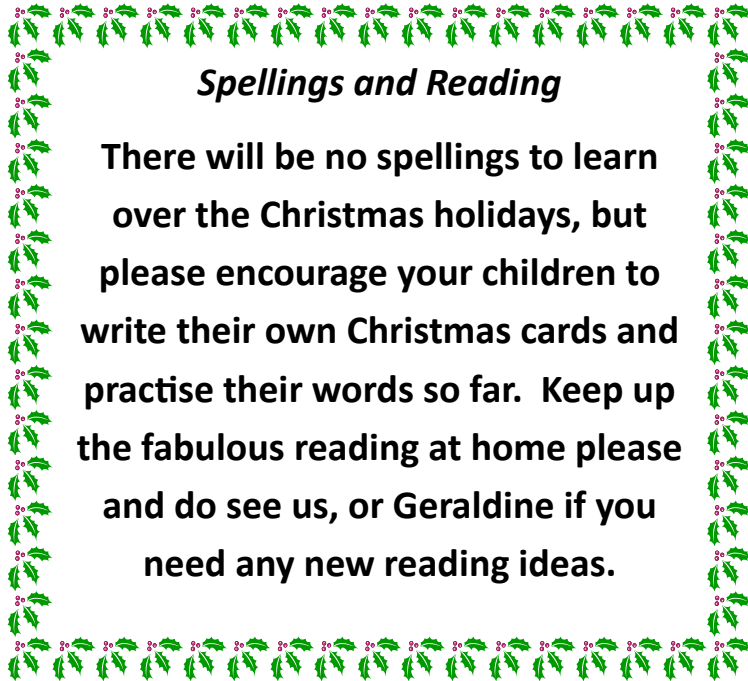 Spellings and Reading
There will be no spellings to learn
over the Christmas holidays, but
please encourage your children to
write their own Christmas cards and
practise their words so far.  Keep up
the fabulous reading at home please
and do see us, or Geraldine if you
need any new reading ideas.